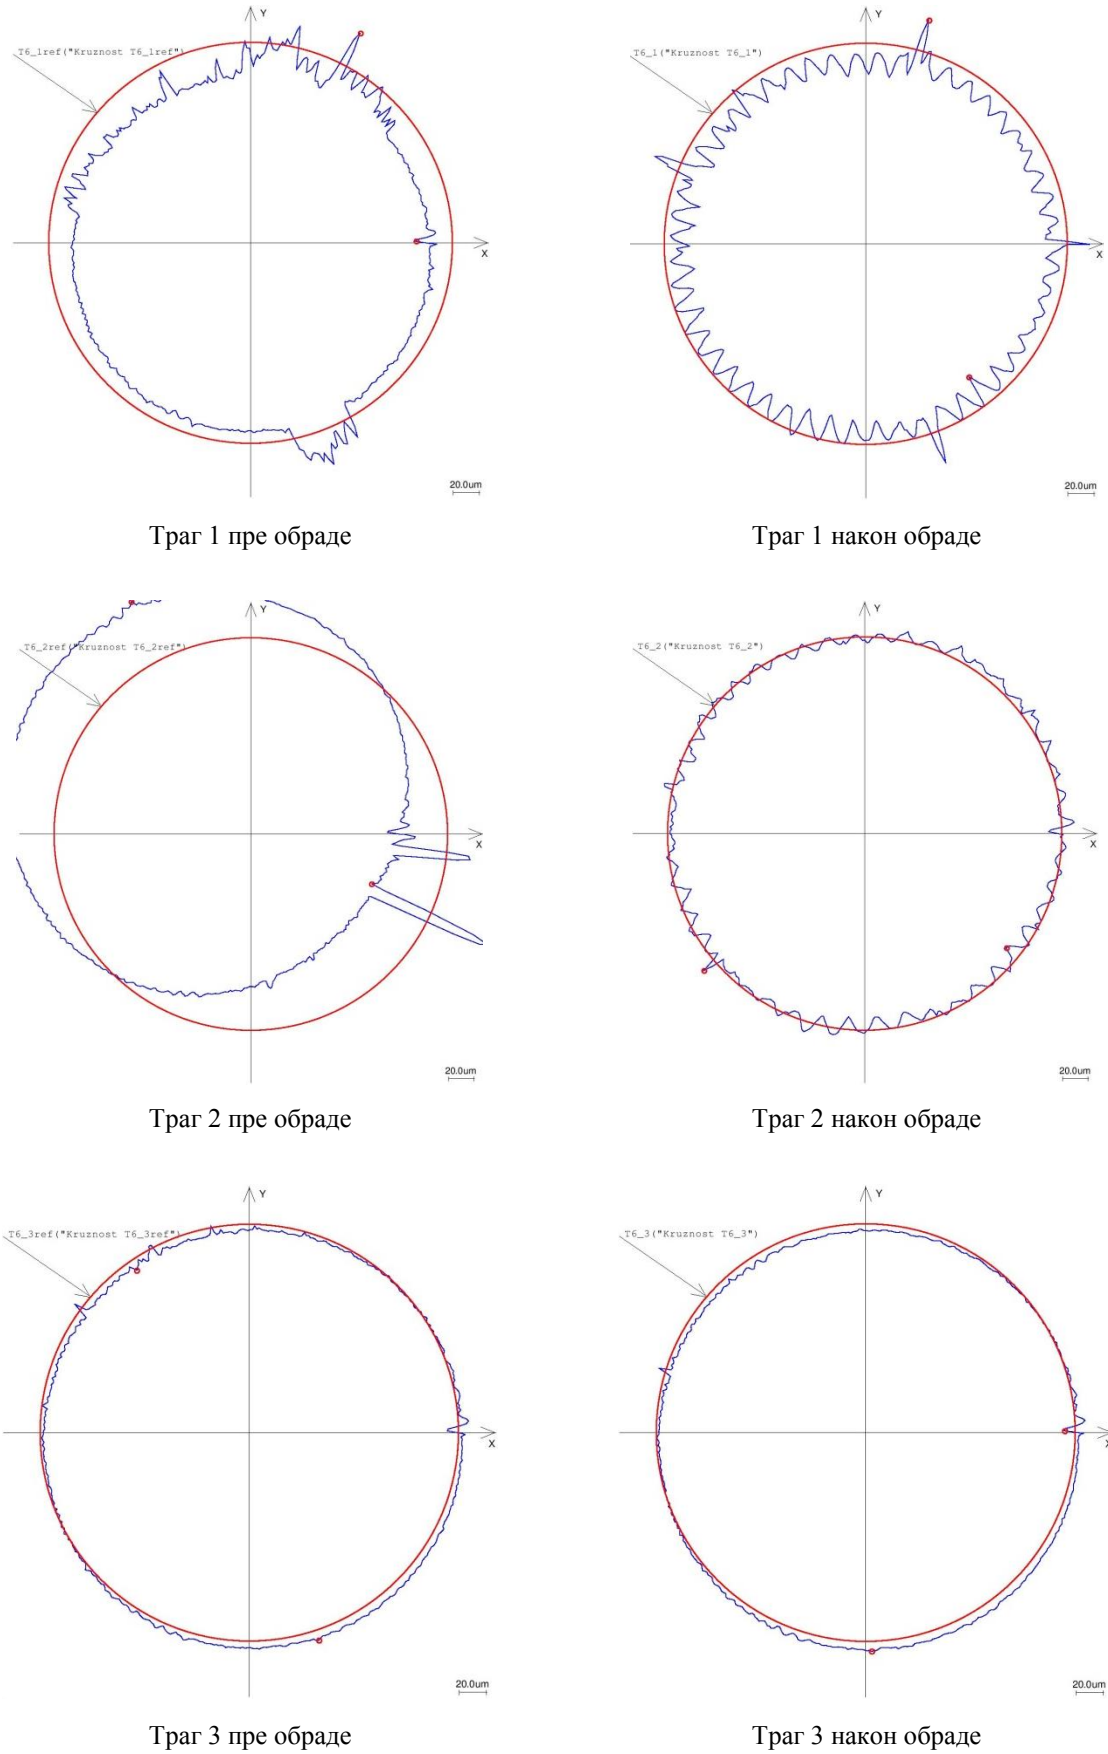 Y
T6_1ref("Kruznost T6_1ref")
X
20.0um
Y
T6_1("Kruznost T6_1")
X
20.0um
Траг 1 пре обраде
Траг 1 након обраде
Y
T6_2ref("Kruznost T6_2ref")
X
20.0um
Y
T6_2("Kruznost T6_2")
X
20.0um
Траг 2 пре обраде
Траг 2 након обраде
Y
T6_3ref("Kruznost T6_3ref")
X
20.0um
Y
T6_3("Kruznost T6_3")
X
20.0um
Траг 3 пре обраде
Траг 3 након обраде